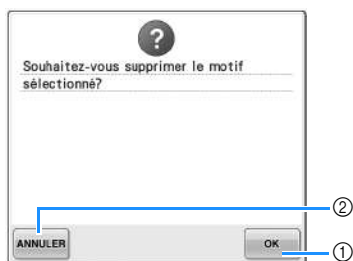 ?
Souhaitez-vous supprimer le motif
sélectionné?
②
ANNULER
OK
①